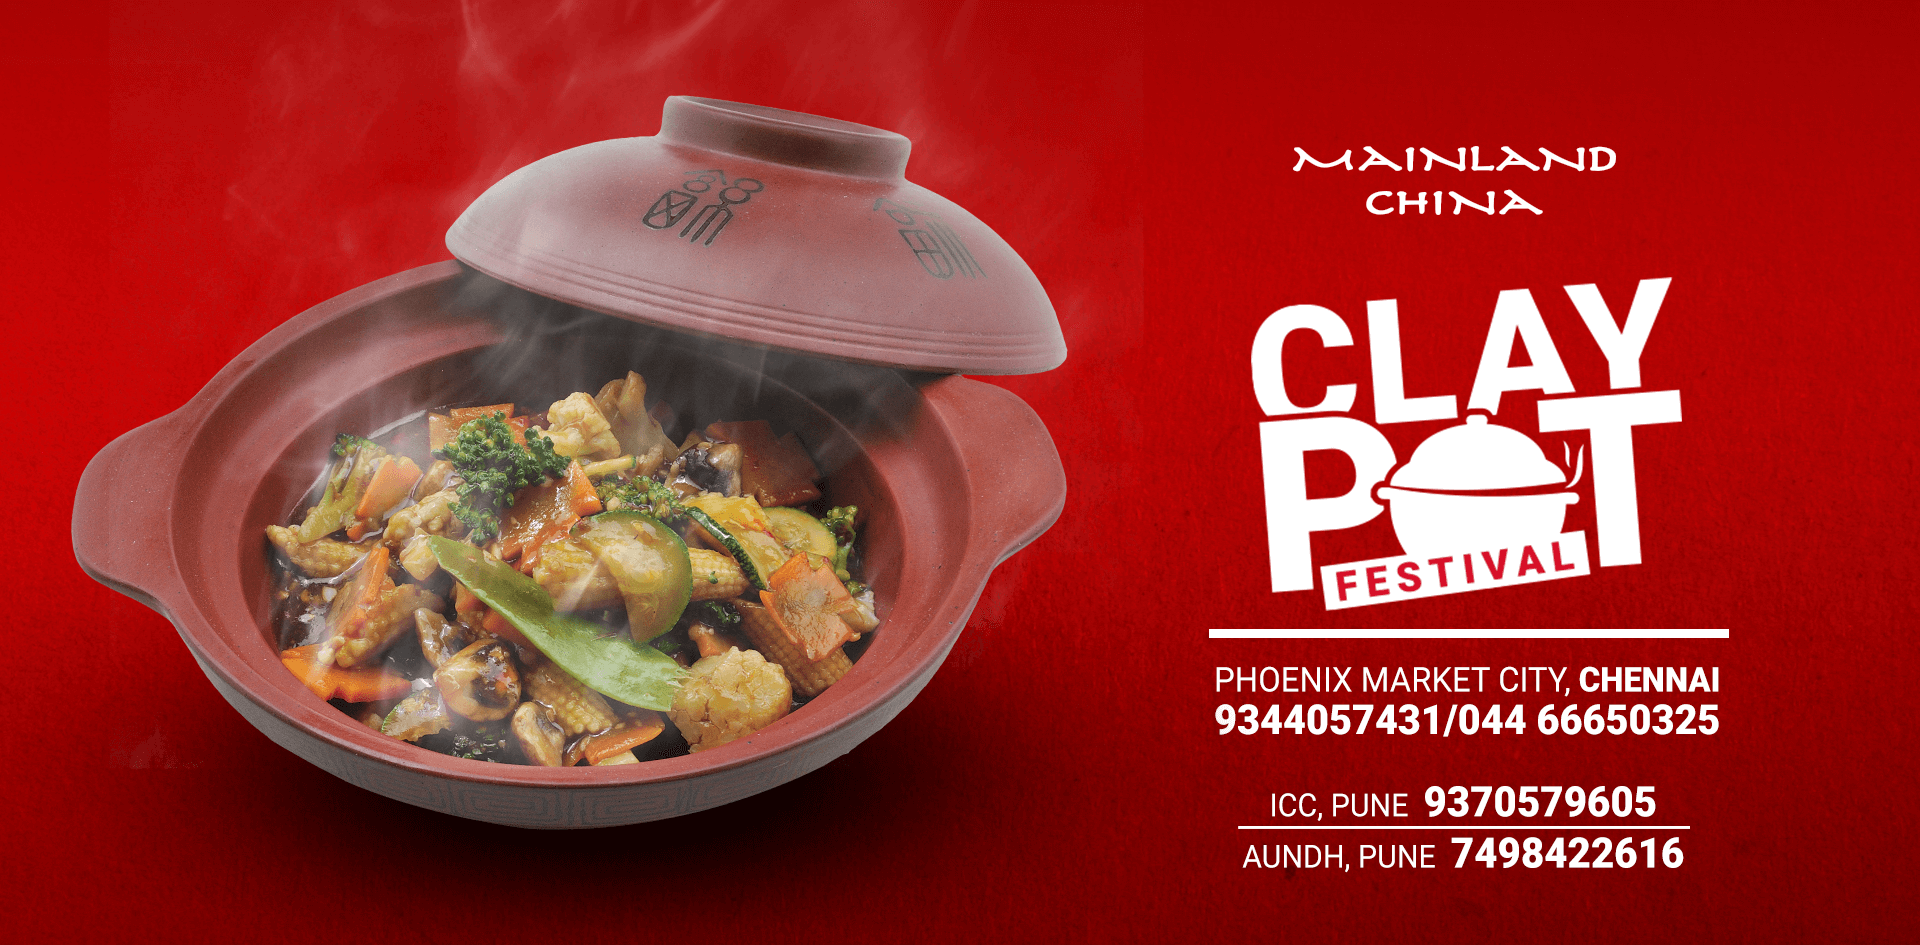 MAINLAND
CHINA
CLAY
POT
FESTIVAL
PHOENIX MARKET CITY, CHENNAI
9344057431/044 66650325
ICC, PUNE 9370579605
AUNDH, PUNE 7498422616